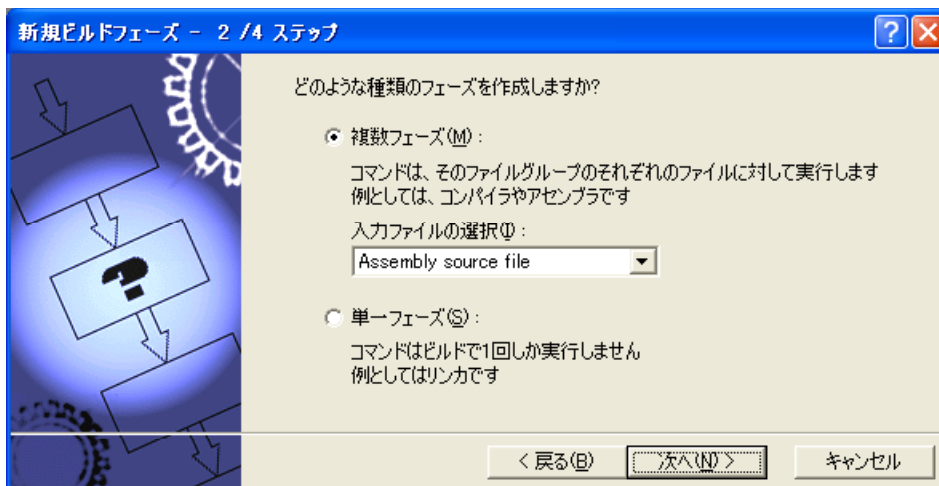 新規ビルドフェーズ - 2 /4 ステップ
どのような種類のフェーズを作成しますか?
複数フェーズ(M) :
コマンドは、そのファイルグループのそれぞれのファイルに対して実行します
例としては、コンパイラやアセンブラです
入力ファイルの選択(I) :
Assembly source file
単一フェーズ(S) :
コマンドはビルドで1回しか実行しません
例としてはリンカです
< 戻る(B) 次へ(N) > キャンセル